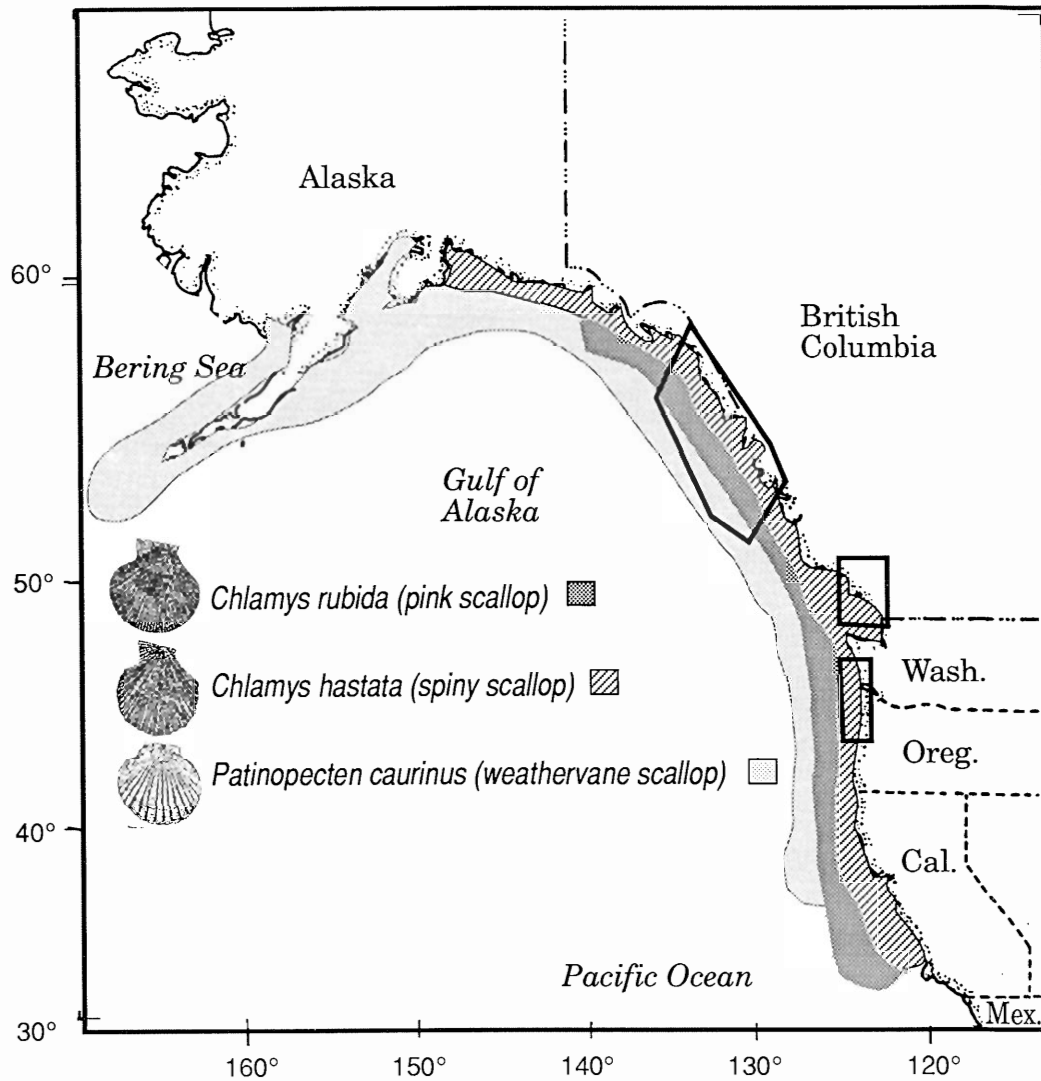 Alaska
60°
British
Columbia
Bering Sea
Gulf of
Alaska
50°
Chlamys rubida (pink scallop)
Chlamys hastata (spiny scallop)
Wash.
Patinopecten caurinus (weathervane scallop)
Oreg.
40°
Cal.
Pacific Ocean
Mex.
30°
160°
150°
140°
130°
120°